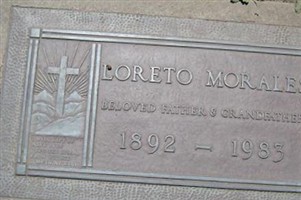 LORETO MORALES
BELOVED FATHER & GRANDFATHER
1892 - 1983